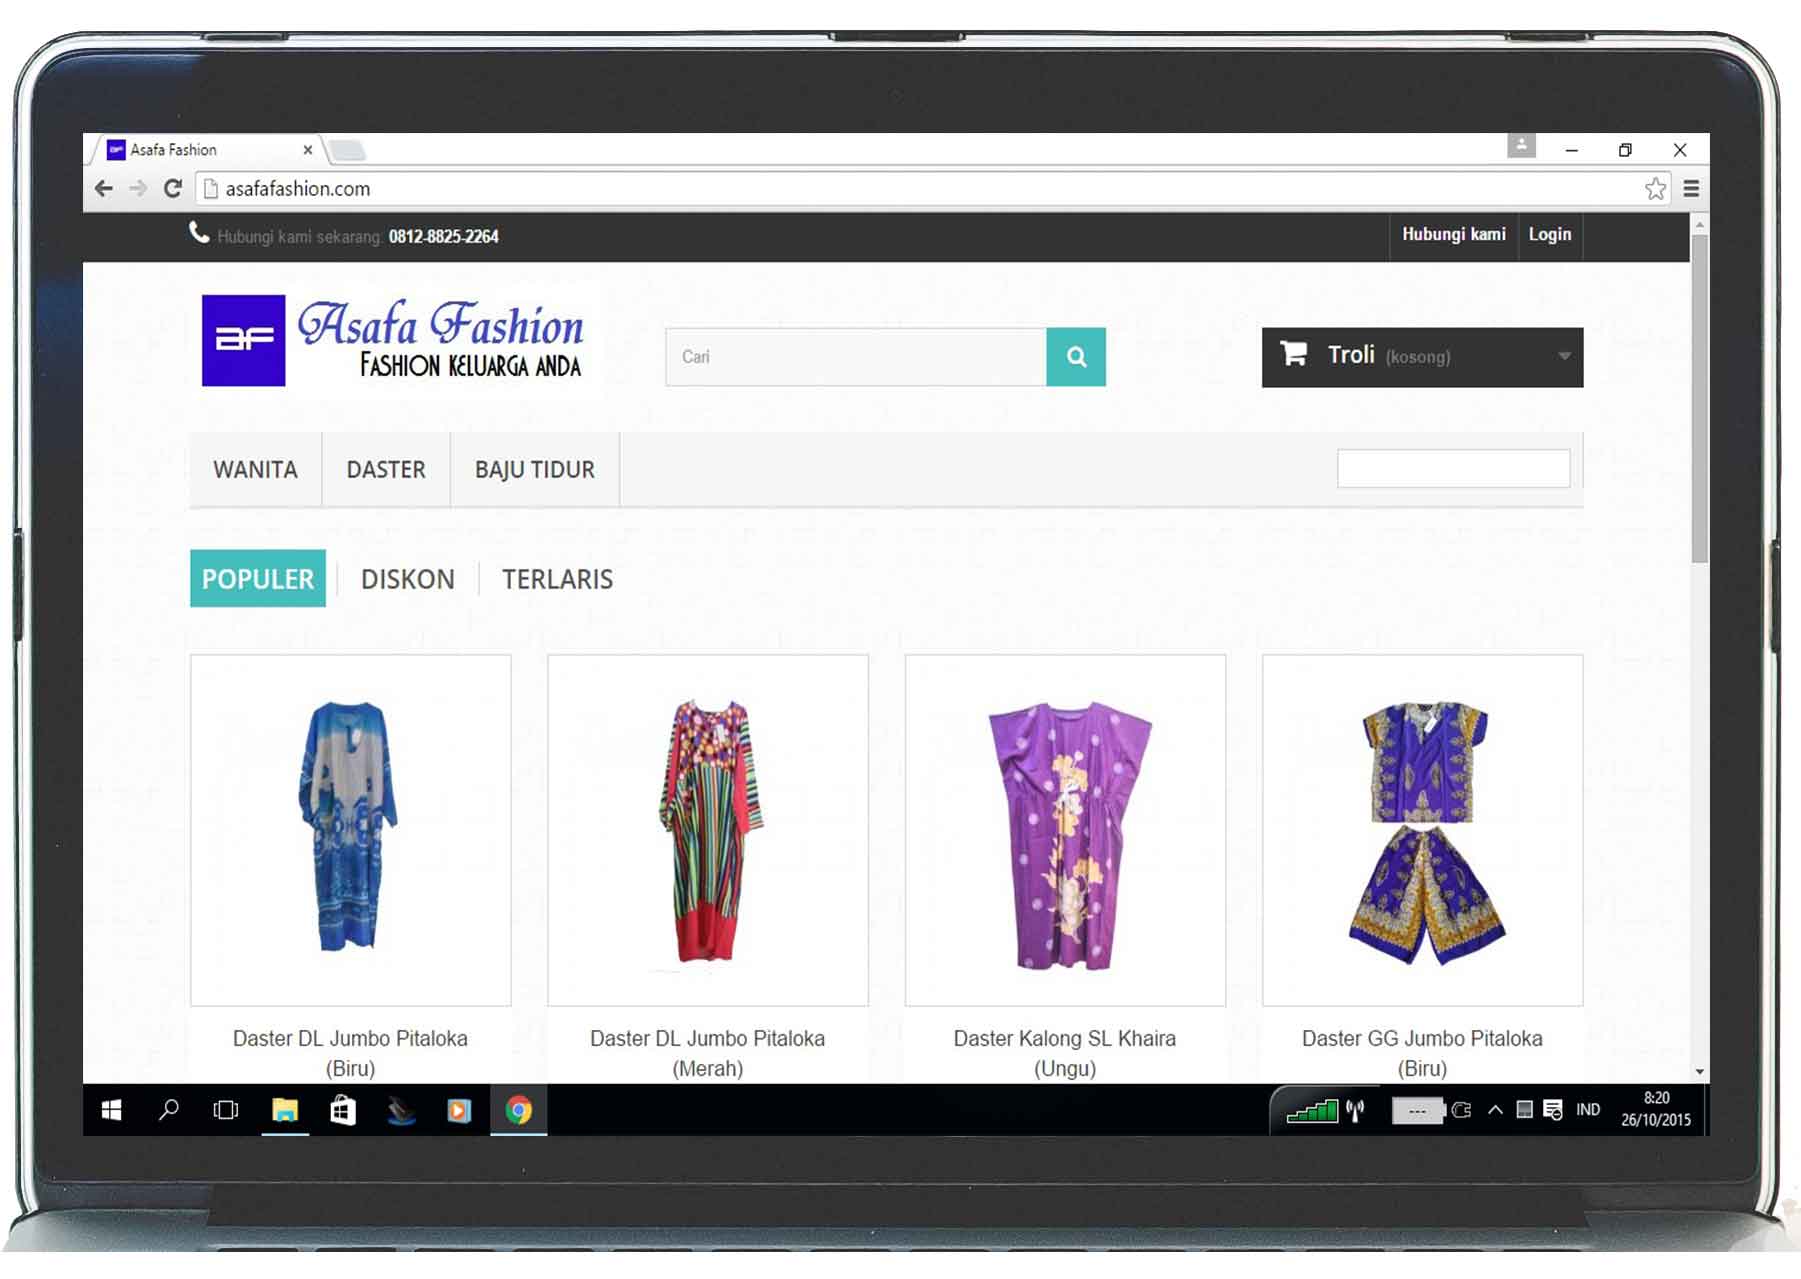 Asafa Fashion
asafafashion.com
Hubungi kami sekarang: 0812-8825-2264
Hubungi kami
Login
aF
Asafa Fashion
FASHION KELUARGA ANDA
Cari
Troli (kosong)
WANITA
DASTER
BAJU TIDUR
POPULER
DISKON
TERLARIS
Daster DL Jumbo Pitaloka
(Biru)
Daster DL Jumbo Pitaloka
(Merah)
Daster Kalong SL Khaira
(Ungu)
Daster GG Jumbo Pitaloka
(Biru)
IND
8:20
26/10/2015